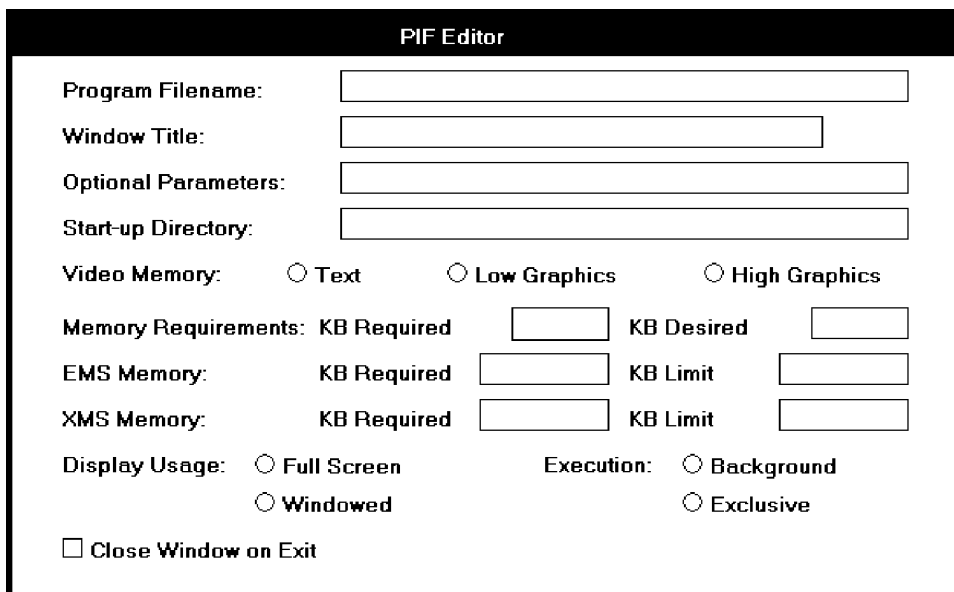 PIF Editor
Program Filename:
Window Title:
Optional Parameters:
Start-up Directory:
Video Memory: Text Low Graphics High Graphics
Memory Requirements: KB Required KB Desired
EMS Memory: KB Required KB Limit
XMS Memory: KB Required KB Limit
Display Usage: Full Screen Execution: Background
Windowed Exclusive
Close Window on Exit